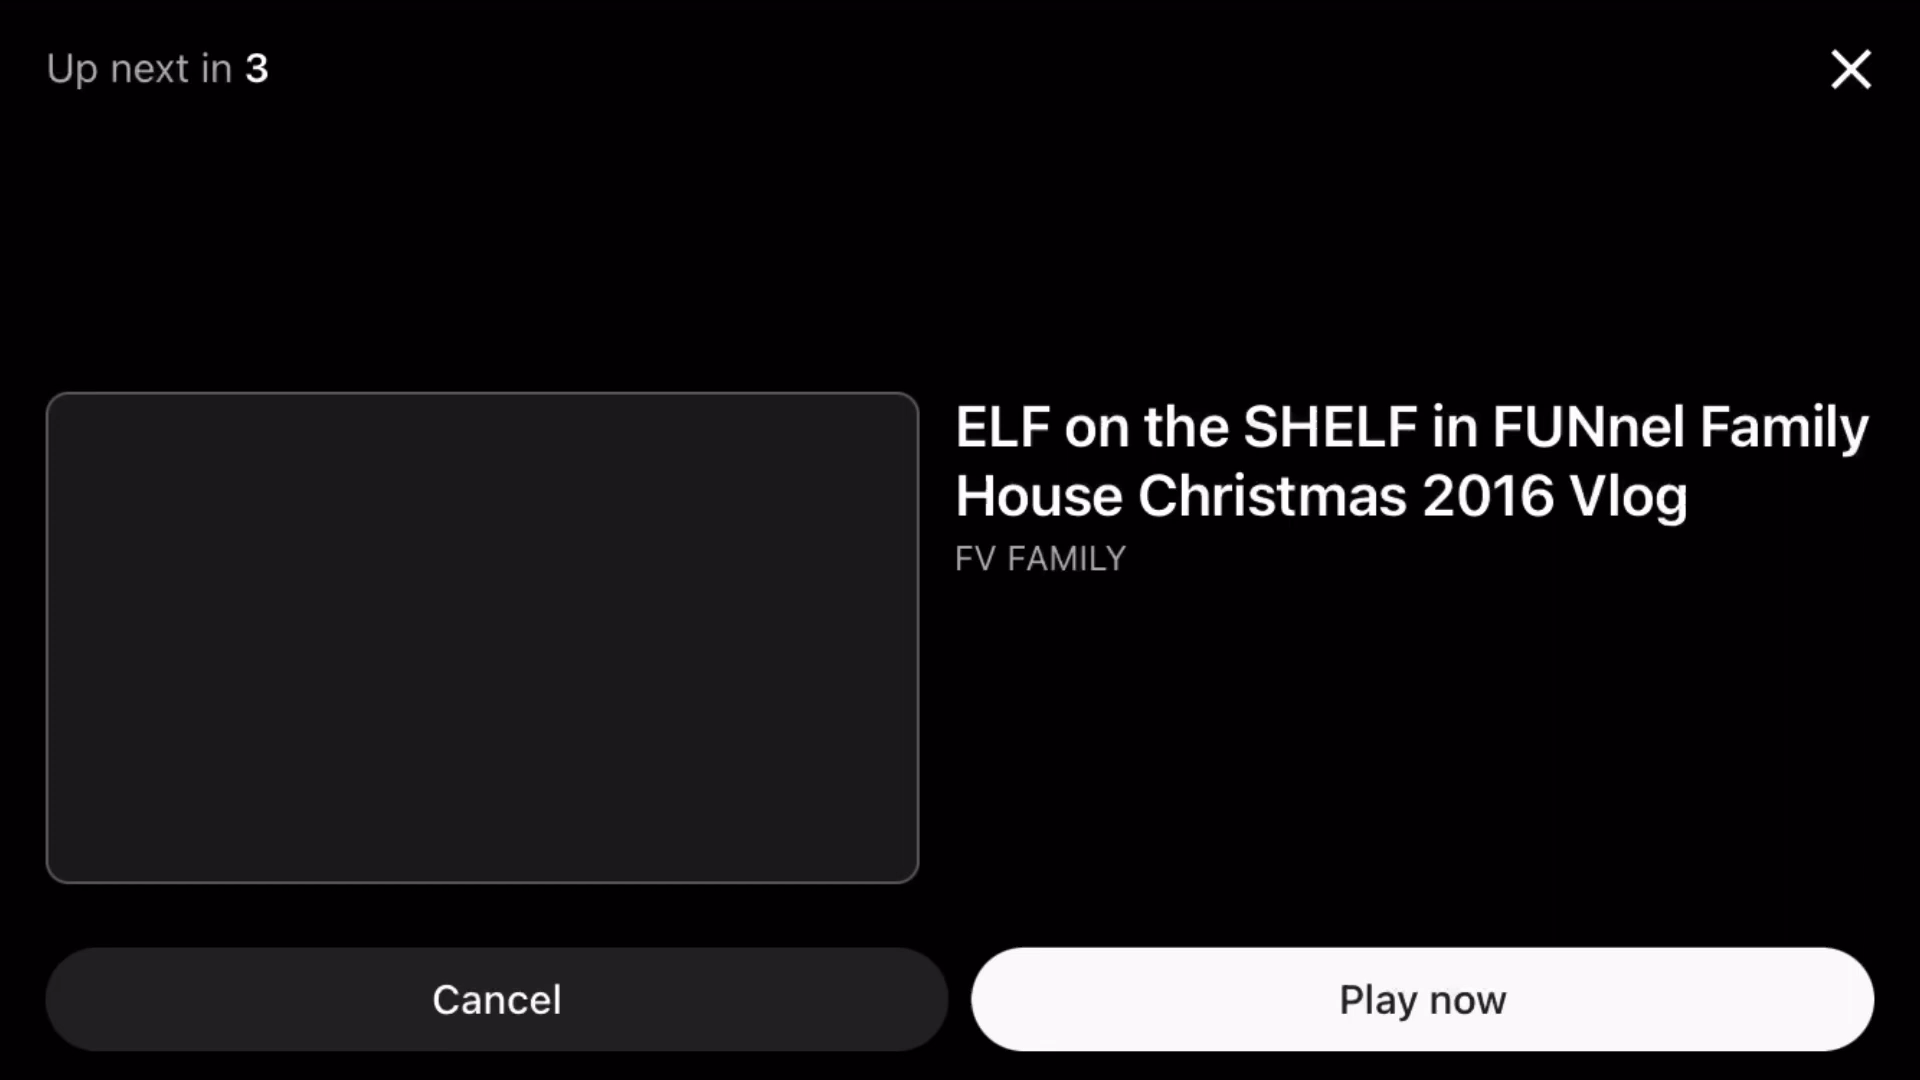 Up next in 3
ELF on the SHELF in FUNnel Family
House Christmas 2016 Vlog
FV FAMILY
Cancel
Play now